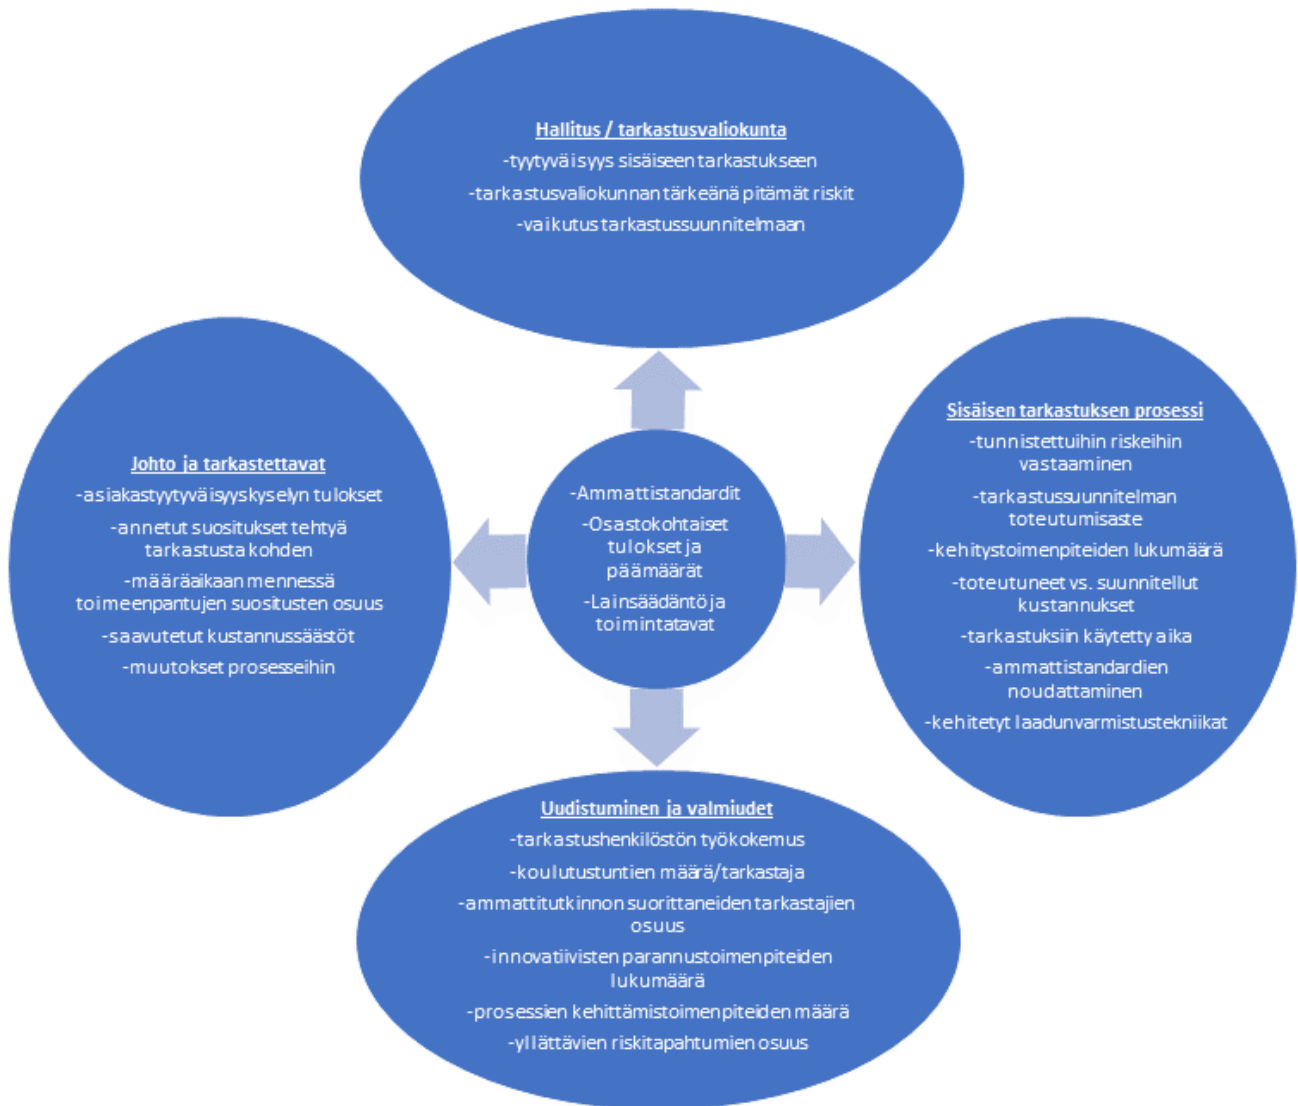 Hallitus / tarkastusvaliokunta
-tyytyväisyys sisäiseen tarkastukseen
-tarkastusvaliokunnan tärkeänä pitämät riskit
-vaikutus tarkastussuunnitelmaan
Johto ja tarkastettavat
-asiakastyytyväisyyskyselyn tulokset
-annetut suositukset tehtyä
tarkastusta kohden
-määräaikaan mennessä
toimeenpantujen suositusten osuus
-saavutetut kustannussäästöt
-muutokset prosesseihin
-Ammattistandardit
-Osastokohtaiset
tulokset ja
päämäärät
-Lainsäädäntö ja
toimintatavat
Sisäisen tarkastuksen prosessi
-tunnistettuihin riskeihin
vastaaminen
-tarkastussuunnitelman
toteutumisaste
-kehitystoimenpiteiden lukumäärä
-toteutuneet vs. suunnitellut
kustannukset
-tarkastuksiin käytetty aika
-ammattistandardien
noudattaminen
-kehitetyt laadunvarmistustekniikat
Uudistuminen ja valmiudet
-tarkastushenkilöstön työkokemus
-koulutustuntien määrä/tarkastaja
-ammattitutkinnon suorittaneiden tarkastajien
osuus
-innovatiivisten parannustoimenpiteiden
lukumäärä
-prosessien kehittämistoimenpiteiden määrä
-yllättävien riskitapahtumien osuus